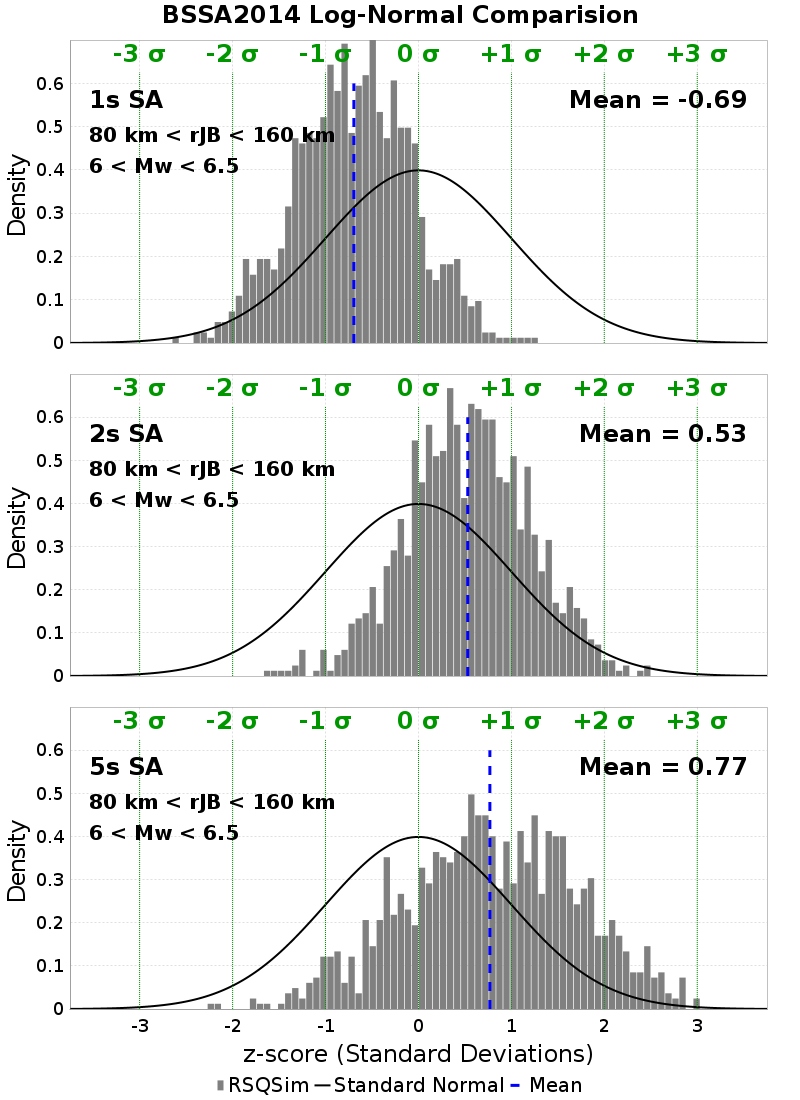 BSSA2014 Log-Normal Comparision
-3 σ -2 σ -1 σ 0 σ +1 σ +2 σ +3 σ
0.6
1s SA Mean = -0.69
0.5
80 km < rJB < 160 km
6 < Mw < 6.5
0.4
Density
0.3
0.2
0.1
0
-3 σ -2 σ -1 σ 0 σ +1 σ +2 σ +3 σ
0.6
2s SA Mean = 0.53
0.5
80 km < rJB < 160 km
6 < Mw < 6.5
0.4
Density
0.3
0.2
0.1
0
-3 σ -2 σ -1 σ 0 σ +1 σ +2 σ +3 σ
0.6
5s SA Mean = 0.77
0.5
80 km < rJB < 160 km
6 < Mw < 6.5
0.4
Density
0.3
0.2
0.1
0
-3 -2 -1 0 1 2 3
z-score (Standard Deviations)
RSQSim Standard Normal Mean